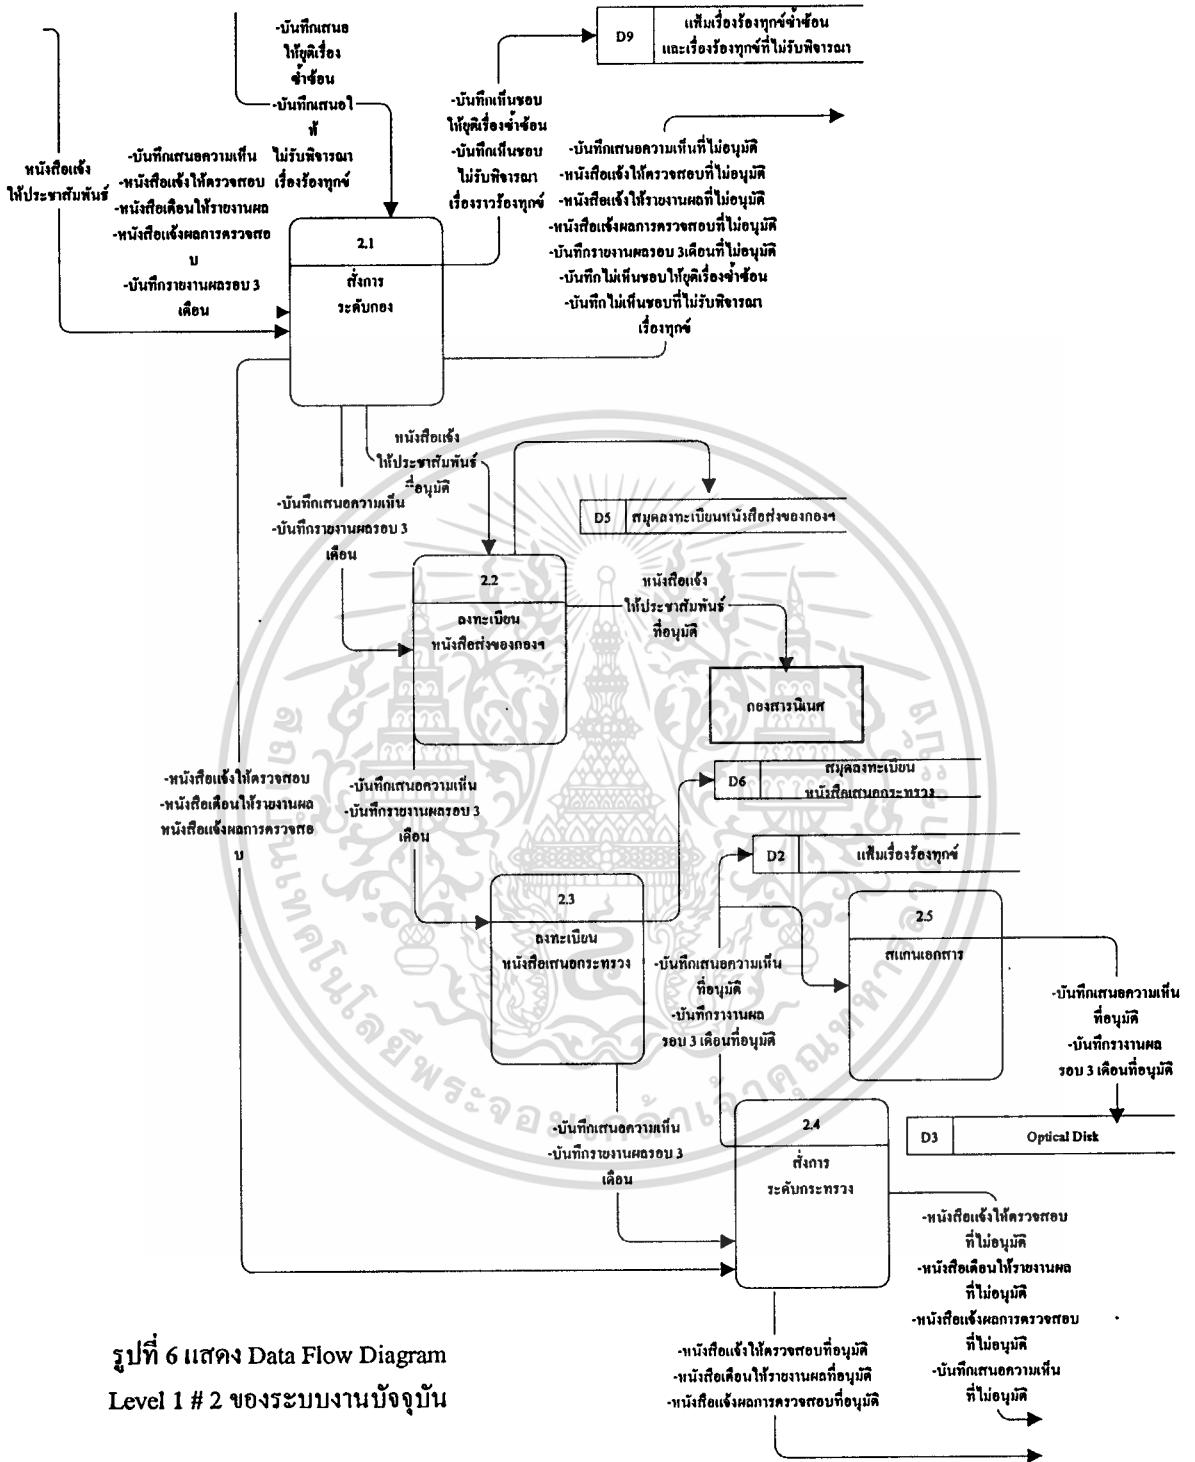 -บันทึกเสนอ
ให้ยุติเรื่อง
ซ้ำซ้อน
-บันทึกเสนอใ
ห้
ไม่รับพิจารณา
เรื่องร้องทุกข์
D9
แฟ้มเรื่องร้องทุกข์ซ้ำซ้อน
และเรื่องร้องทุกข์ที่ไม่รับพิจารณา
-บันทึกเห็นชอบ
ให้ยุติเรื่องซ้ำซ้อน
-บันทึกเห็นชอบ
ไม่รับพิจารณา
เรื่องราวร้องทุกข์
-บันทึกเสนอความเห็นที่ไม่อนุมัติ
-หนังสือแจ้งให้ตรวจสอบที่ไม่อนุมัติ
-หนังสือแจ้งให้รายงานผลที่ไม่อนุมัติ
-หนังสือแจ้งผลการตรวจสอบที่ไม่อนุมัติ
-บันทึกรายงานผลรอบ 3เดือนที่ไม่อนุมัติ
-บันทึกไม่เห็นชอบให้ยุติเรื่องซ้ำซ้อน
-บันทึกไม่เห็นชอบที่ไม่รับพิจารณา
เรื่องทุกข์
หนังสือแจ้ง
ให้ประชาสัมพันธ์
-บันทึกเสนอความเห็น
-หนังสือแจ้งให้ตรวจสอบ
-หนังสือเตือนให้รายงานผล
-หนังสือแจ้งผลการตรวจสอ
บ
-บันทึกรายงานผลรอบ 3
เดือน
2.1
สั่งการ
ระดับกอง
หนังสือแจ้ง
ให้ประชาสัมพันธ์
ที่อนุมัติ
-บันทึกเสนอความเห็น
-บันทึกรายงานผลรอบ 3
เดือน
D5
สมุดลงทะเบียนหนังสือส่งของกองฯ
2.2
ลงทะเบียน
หนังสือส่งของกองฯ
หนังสือแจ้ง
ให้ประชาสัมพันธ์
ที่อนุมัติ
กองสารนิเทศ
-หนังสือแจ้งให้ตรวจสอบ
-หนังสือเตือนให้รายงานผล
หนังสือแจ้งผลการตรวจสอ
บ
-บันทึกเสนอความเห็น
-บันทึกรายงานผลรอบ 3
เดือน
D6
สมุดลงทะเบียน
หนังสือเสนอกระทรวง
D2
แฟ้มเรื่องร้องทุกข์
2.3
ลงทะเบียน
หนังสือเสนอกระทรวง
2.5
สแกนเอกสาร
-บันทึกเสนอความเห็น
ที่อนุมัติ
-บันทึกรางานผล
รอบ 3 เดือนที่อนุมัติ
-บันทึกเสนอความเห็น
ที่อนุมัติ
-บันทึกรางานผล
รอบ 3 เดือนที่อนุมัติ
D3
Optical Disk
-บันทึกเสนอความเห็น
-บันทึกรายงานผลรอบ 3
เดือน
2.4
สั่งการ
ระดับกระทรวง
-หนังสือแจ้งให้ตรวจสอบ
ที่ไม่อนุมัติ
-หนังสือเตือนให้รายงานผล
ที่ไม่อนุมัติ
-หนังสือแจ้งผลการตรวจสอบ
ที่ไม่อนุมัติ
-บันทึกเสนอความเห็น
ที่ไม่อนุมัติ
-หนังสือแจ้งให้ตรวจสอบที่อนุมัติ
-หนังสือเตือนให้รายงานผลที่อนุมัติ
-หนังสือแจ้งผลการตรวจสอบที่อนุมัติ
รูปที่ 6 แสดง Data Flow Diagram
Level 1 # 2 ของระบบงานปัจจุบัน
สถาบันเทคโนโลยีพระจอมเกล้าเจ้าคุณทหารลาดกระบัง